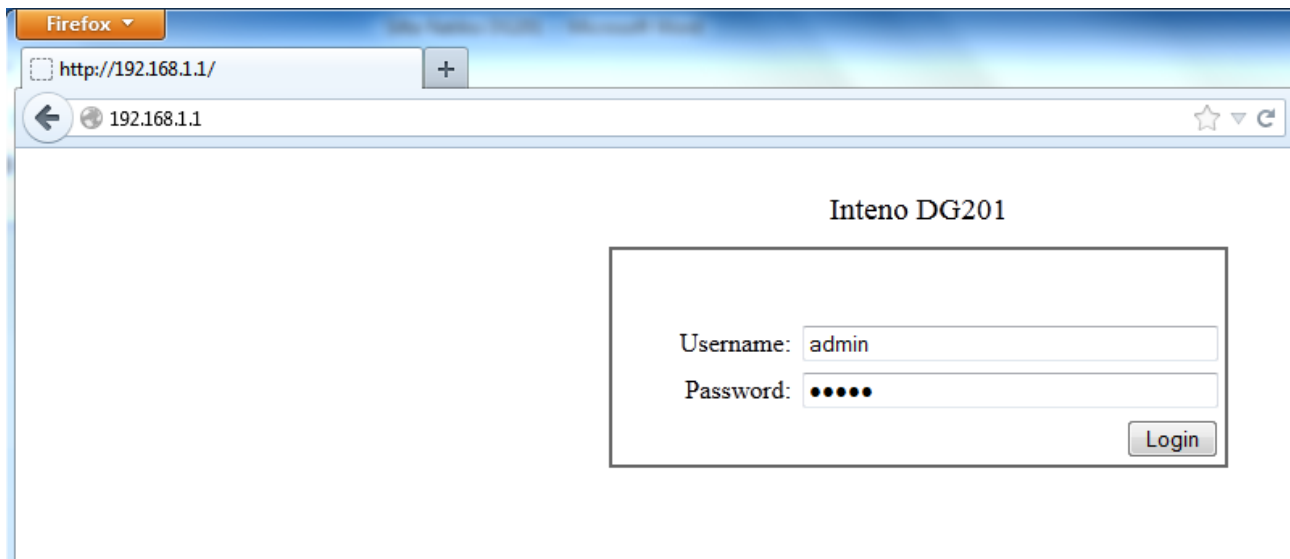 Firefox
http://192.168.1.1/
192.168.1.1
Inteno DG201
Username: admin
Password: •••••
Login